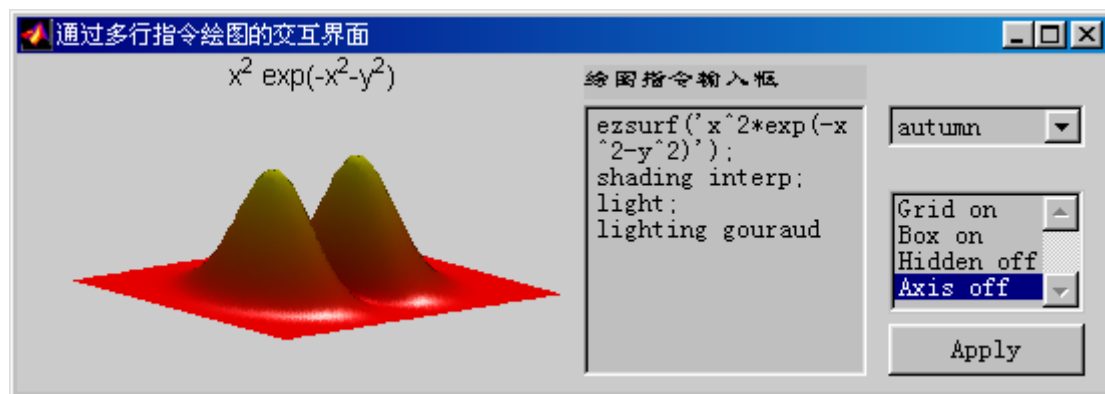 通过多行指令绘图的交互界面
x² exp(-x²-y²)
绘图指令输入框
ezsurf('x^2*exp(-x
^2-y^2)');
shading interp;
light;
lighting gouraud
autumn
Grid on
Box on
Hidden off
Axis off
Apply